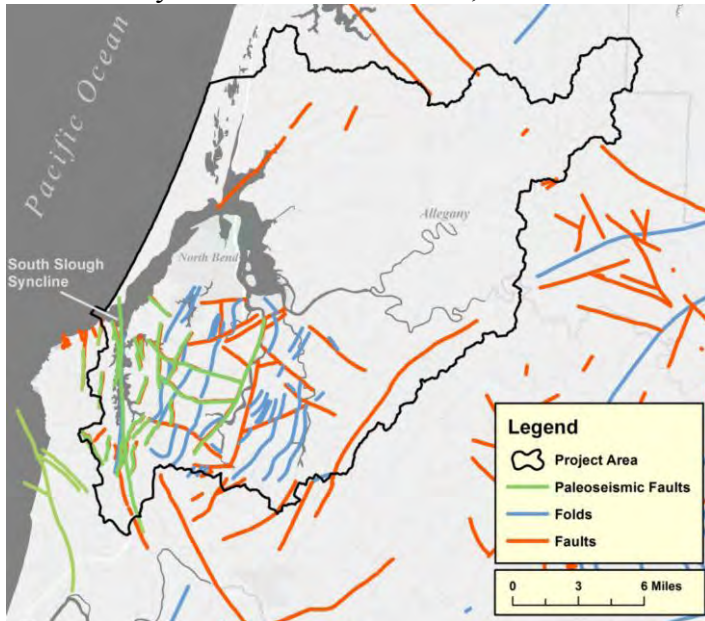 Pacific Ocean
Allegany
North Bend
South Slough
Syncline
Legend
Project Area
Paleoseismic Faults
Folds
Faults
0 3 6 Miles